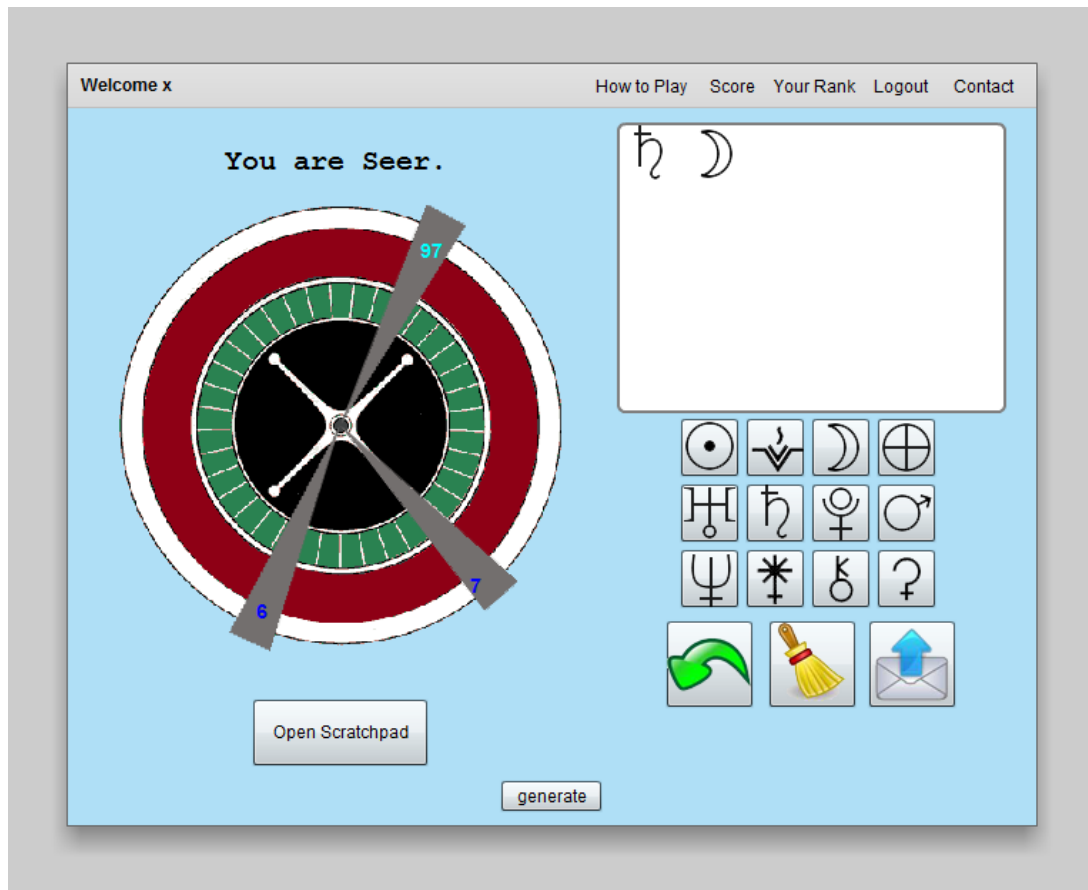 Welcome x
How to Play Score Your Rank Logout Contact
You are Seer.
♄ ☽
97
7
6
Open Scratchpad
generate